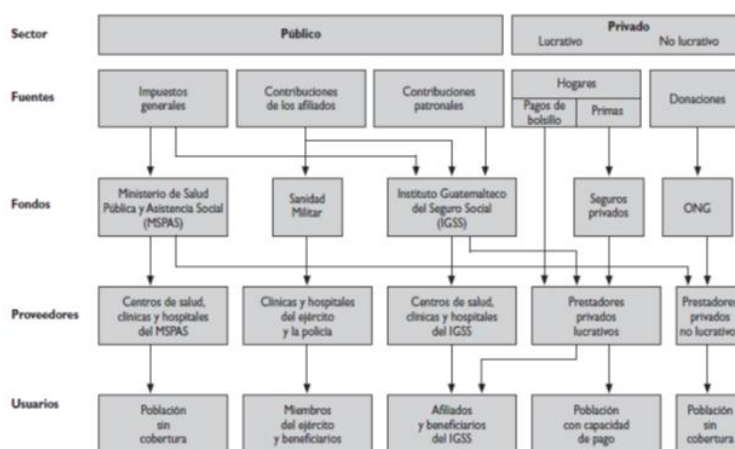 Sector
Público
Privado
Lucrativo No lucrativo
Fuentes
Impuestos
generales
Contribuciones
de los afiliados
Contribuciones
patronales
Hogares
Pagos de
bolsillo
Primas
Donaciones
Fondos
Ministerio de Salud
Pública y Asistencia Social
(MSPAS)
Sanidad
Militar
Instituto Guatemalteco
del Seguro Social
(IGSS)
Seguros
privados
ONG
Proveedores
Centros de salud,
clínicas y hospitales
del MSPAS
Clínicas y hospitales
del ejército
y la policía
Centros de salud,
clínicas y hospitales
del IGSS
Prestadores
privados
lucrativos
Prestadores
privados
no lucrativo
Usuarios
Población
sin
cobertura
Miembros
del ejército
y beneficiarios
Afiliados
y beneficiarios
del IGSS
Población
con capacidad
de pago
Población
sin
cobertura